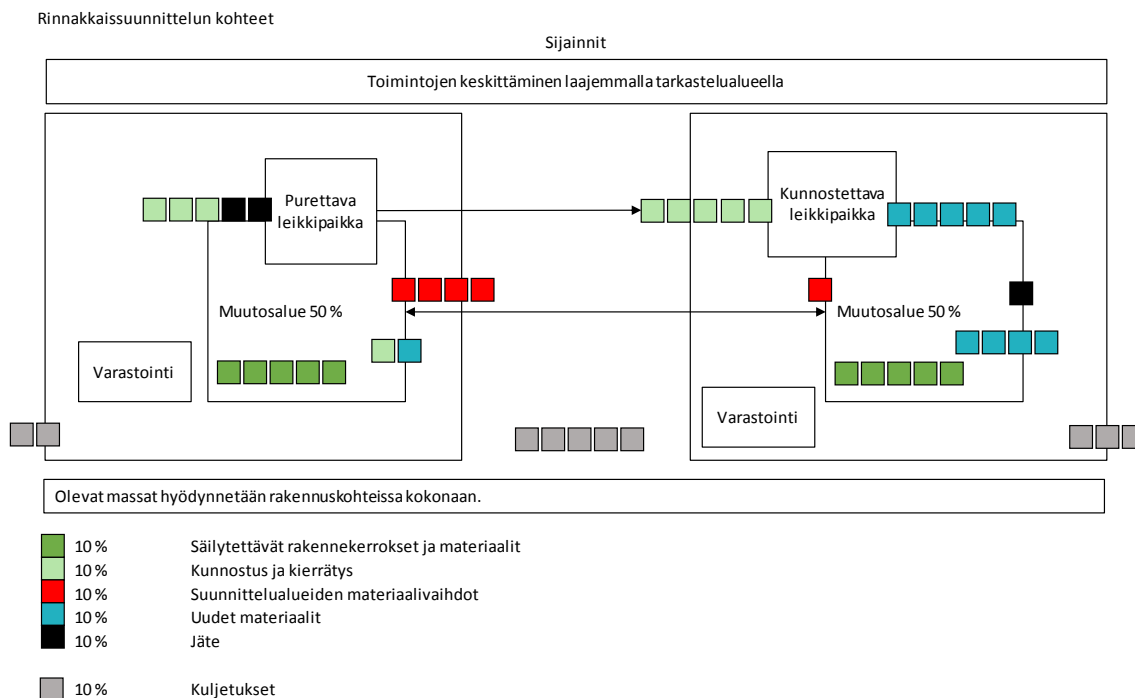 Rinnakkaissuunnittelun kohteet
Sijainnit
Toimintojen keskittäminen laajemmalla tarkastelualueella
Purettava
leikkipaikka
Kunnostettava
leikkipaikka
Muutosalue 50 %
Muutosalue 50 %
Varastointi
Varastointi
Olevat massat hyödynnetään rakennuskohteissa kokonaan.
10 % Säilytettävät rakennekerrokset ja materiaalit
10 % Kunnostus ja kierrätys
10 % Suunnittelualueiden materiaalivaihdot
10 % Uudet materiaalit
10 % Jäte
10 % Kuljetukset